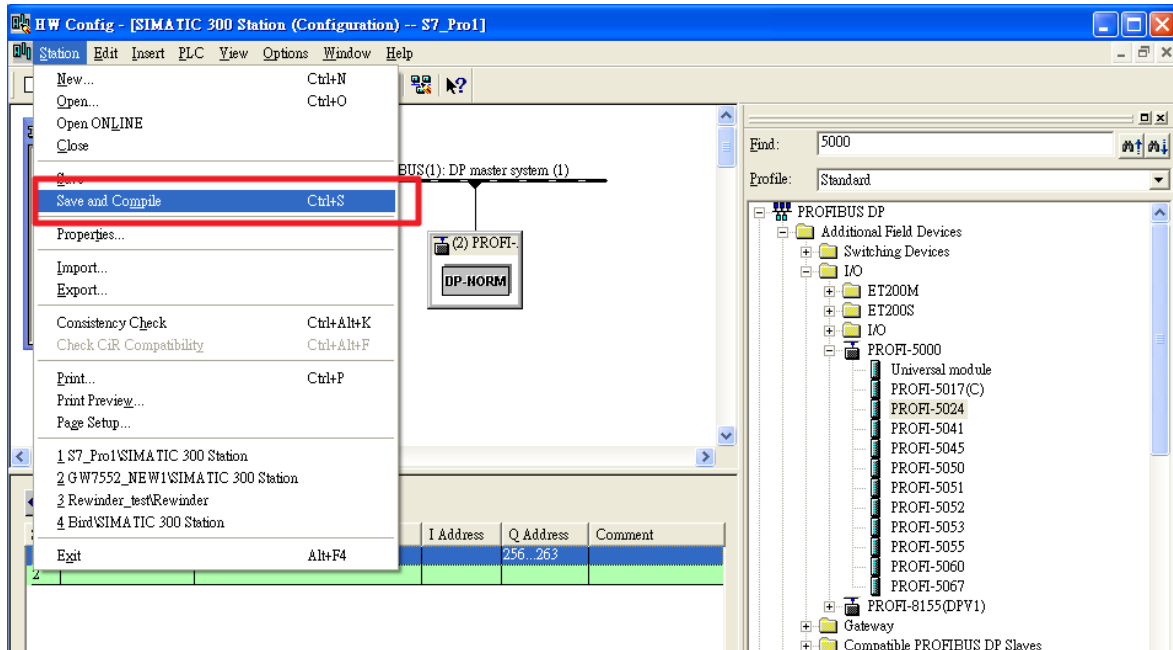 HW Config - [SIMATIC 300 Station (Configuration) -- S7_Pro1]
Station Edit Insert PLC View Options Window Help
New... Ctrl+N
Open... Ctrl+O
Open ONLINE
Close
Save
Save and Compile Ctrl+S
Properties...
Import...
Export...
Consistency Check Ctrl+Alt+K
Check CiR Compatibility Ctrl+Alt+F
Print... Ctrl+P
Print Preview...
Page Setup...
1 S7_Pro1\SIMATIC 300 Station
2 GW7552_NEW1\SIMATIC 300 Station
3 Rewinder_test\Rewinder
4 Bird\SIMATIC 300 Station
Exit Alt+F4
BUS(1): DP master system (1)
(2) PROFI-.
DP-NORM
I Address Q Address Comment
256...263
2
Find: 5000
Profile: Standard
PROFIBUS DP
Additional Field Devices
Switching Devices
I/O
ET200M
ET200S
I/O
PROFI-5000
Universal module
PROFI-5017(C)
PROFI-5024
PROFI-5041
PROFI-5045
PROFI-5050
PROFI-5051
PROFI-5052
PROFI-5053
PROFI-5055
PROFI-5060
PROFI-5067
PROFI-8155(DPV1)
Gateway
Compatible PROFIBUS DP Slaves